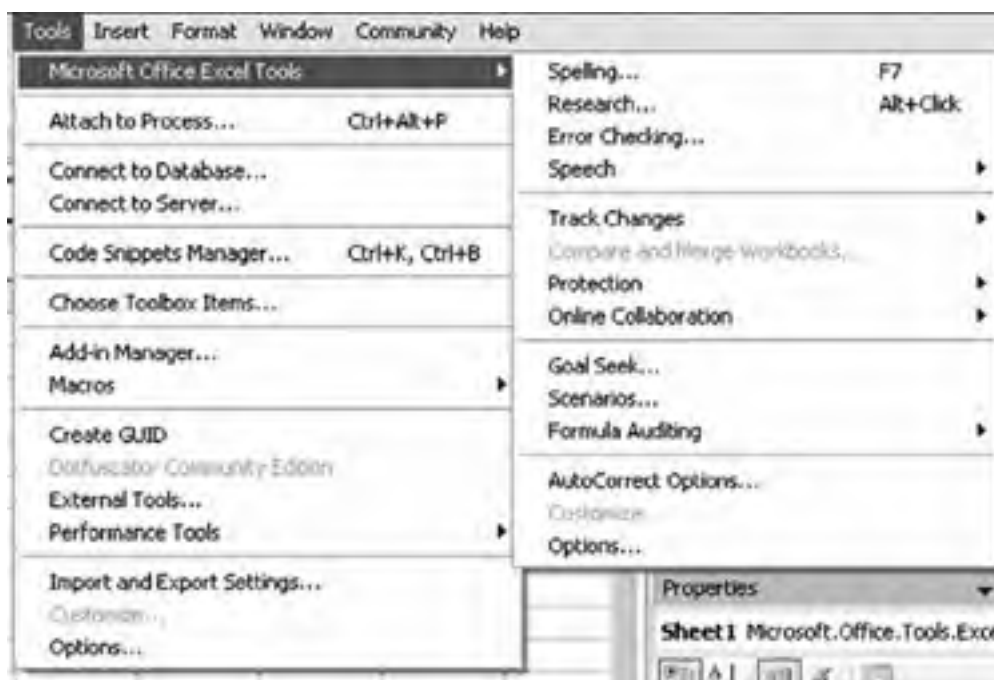 Tools Insert Format Window Community Help
Microsoft Office Excel Tools
Attach to Process... Ctrl+Alt+P
Connect to Database...
Connect to Server...
Code Snippets Manager... Ctrl+K, Ctrl+B
Choose Toolbox Items...
Add-in Manager...
Macros
Create GUID
Dotfuscator Community Edition
External Tools...
Performance Tools
Import and Export Settings...
Customize...
Options...
Spelling... F7
Research... Alt+Click
Error Checking...
Speech
Track Changes
Compare and Merge Workbooks...
Protection
Online Collaboration
Goal Seek...
Scenarios...
Formula Auditing
AutoCorrect Options...
Customize...
Options...
Properties
Sheet1 Microsoft.Office.Tools.Exce